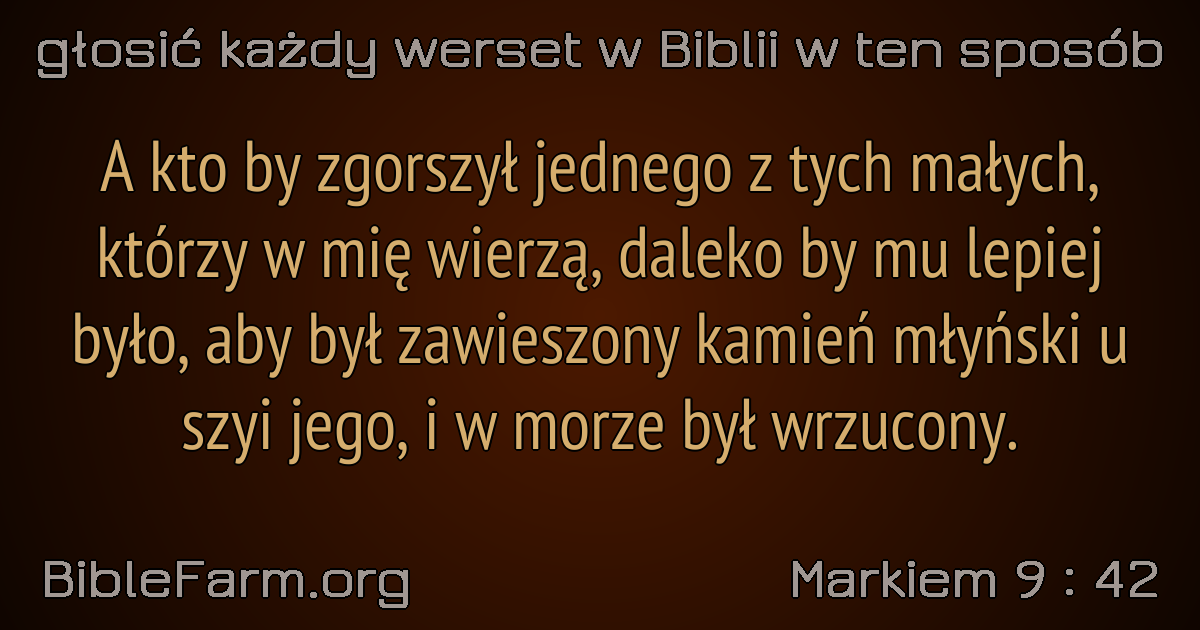 głosić każdy werset w Biblii w ten sposób
A kto by zgorszył jednego z tych małych,
którzy w mię wierzą, daleko by mu lepiej
było, aby był zawieszony kamień młyński u
szyi jego, i w morze był wrzucony.
BibleFarm.org
Markiem 9 : 42